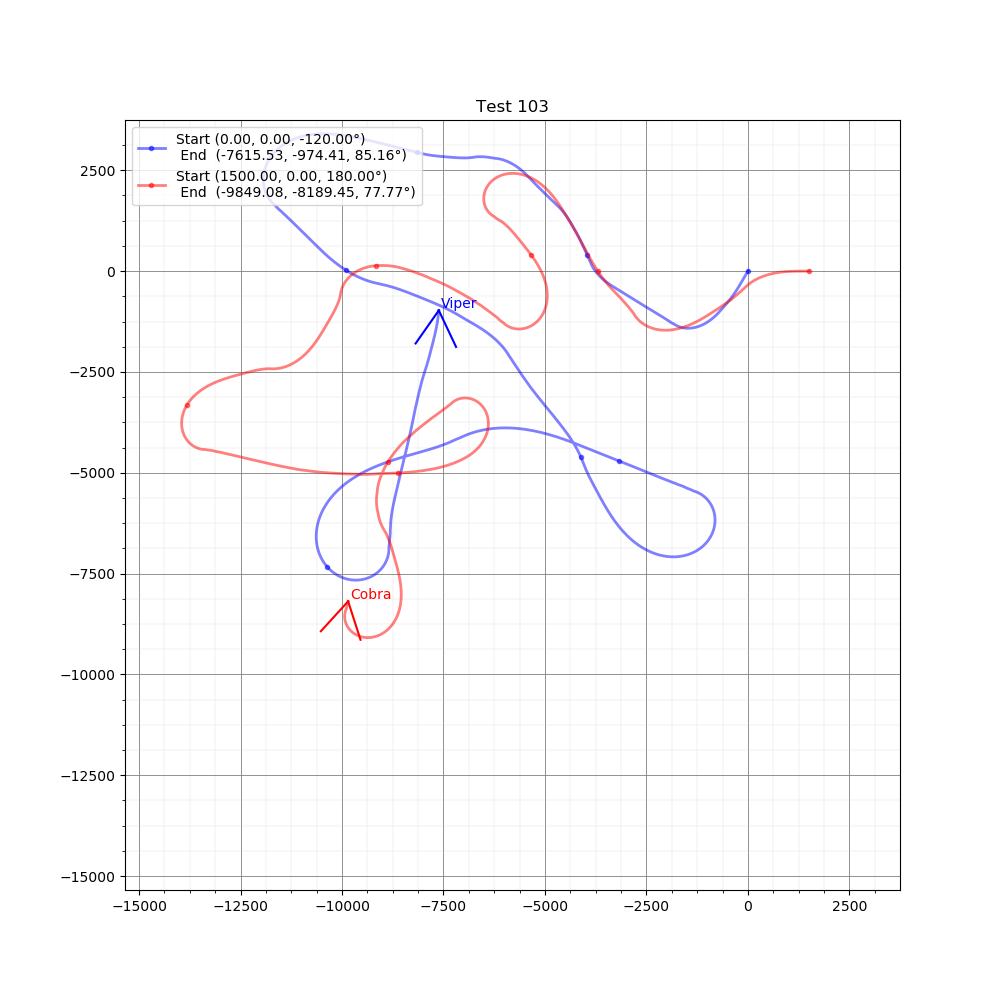 Test 103
Start (0.00, 0.00, -120.00°)
End (-7615.53, -974.41, 85.16°)
Start (1500.00, 0.00, 180.00°)
End (-9849.08, -8189.45, 77.77°)
2500
0
−2500
−5000
−7500
−10000
−12500
−15000
Viper
Cobra
−15000 −12500 −10000 −7500 −5000 −2500 0 2500